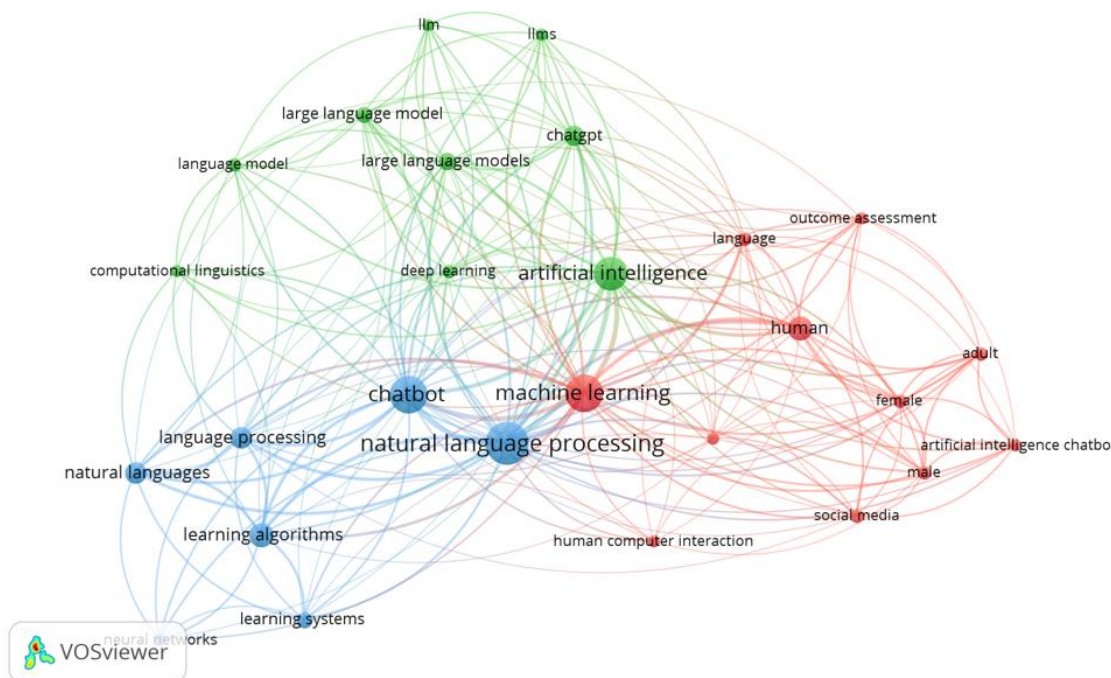 llm
llms
large language model
chatgpt
language model
large language models
outcome assessment
language
computational linguistics
deep learning
artificial intelligence
human
adult
chatbot
machine learning
female
language processing
natural language processing
artificial intelligence chatbo
natural languages
male
social media
learning algorithms
human computer interaction
learning systems
neural networks
VOSviewer